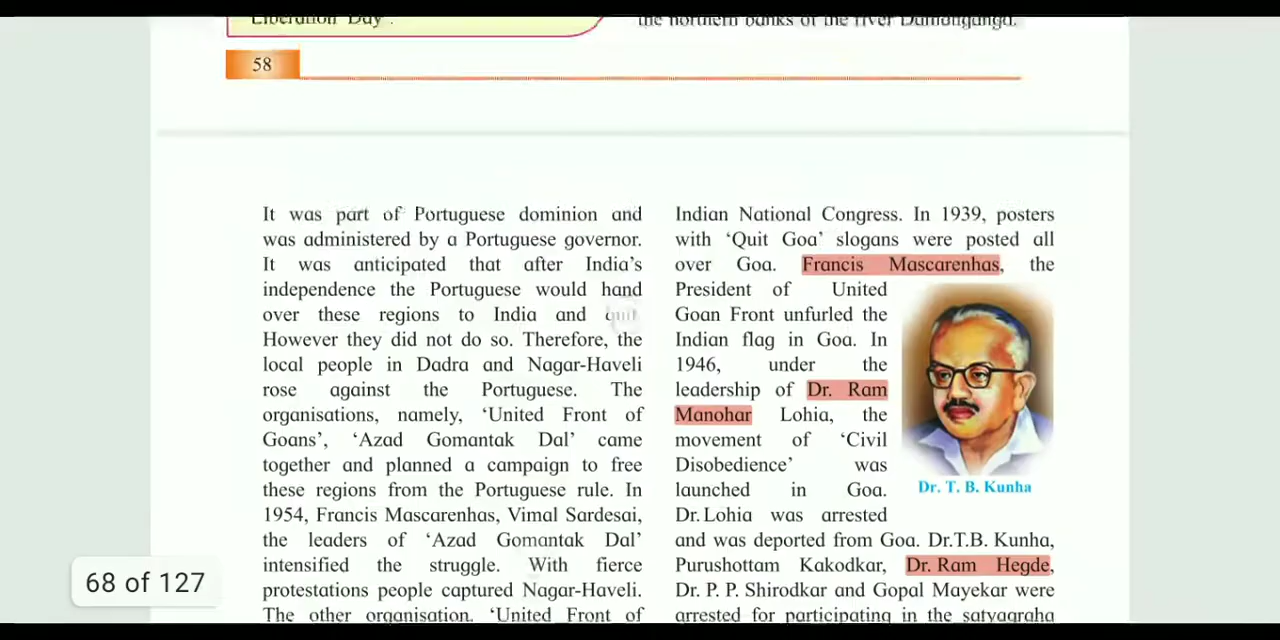 Liberation Day'.
the northern banks of the river Damanganga.
58
It was part of Portuguese dominion and
was administered by a Portuguese governor.
It was anticipated that after India's
independence the Portuguese would hand
over these regions to India and quit.
However they did not do so. Therefore, the
local people in Dadra and Nagar-Haveli
rose against the Portuguese. The
organisations, namely, 'United Front of
Goans', 'Azad Gomantak Dal' came
together and planned a campaign to free
these regions from the Portuguese rule. In
1954, Francis Mascarenhas, Vimal Sardesai,
the leaders of 'Azad Gomantak Dal'
intensified the struggle. With fierce
protestations people captured Nagar-Haveli.
The other organisation, 'United Front of
Indian National Congress. In 1939, posters
with 'Quit Goa' slogans were posted all
over Goa. Francis Mascarenhas, the
President of United
Goan Front unfurled the
Indian flag in Goa. In
1946, under the
leadership of Dr. Ram
Manohar Lohia, the
movement of 'Civil
Disobedience' was
launched in Goa.
Dr.Lohia was arrested
and was deported from Goa. Dr.T.B. Kunha,
Purushottam Kakodkar, Dr. Ram Hegde,
Dr. P. P. Shirodkar and Gopal Mayekar were
arrested for participating in the satyagraha
Dr. T. B. Kunha
68 of 127